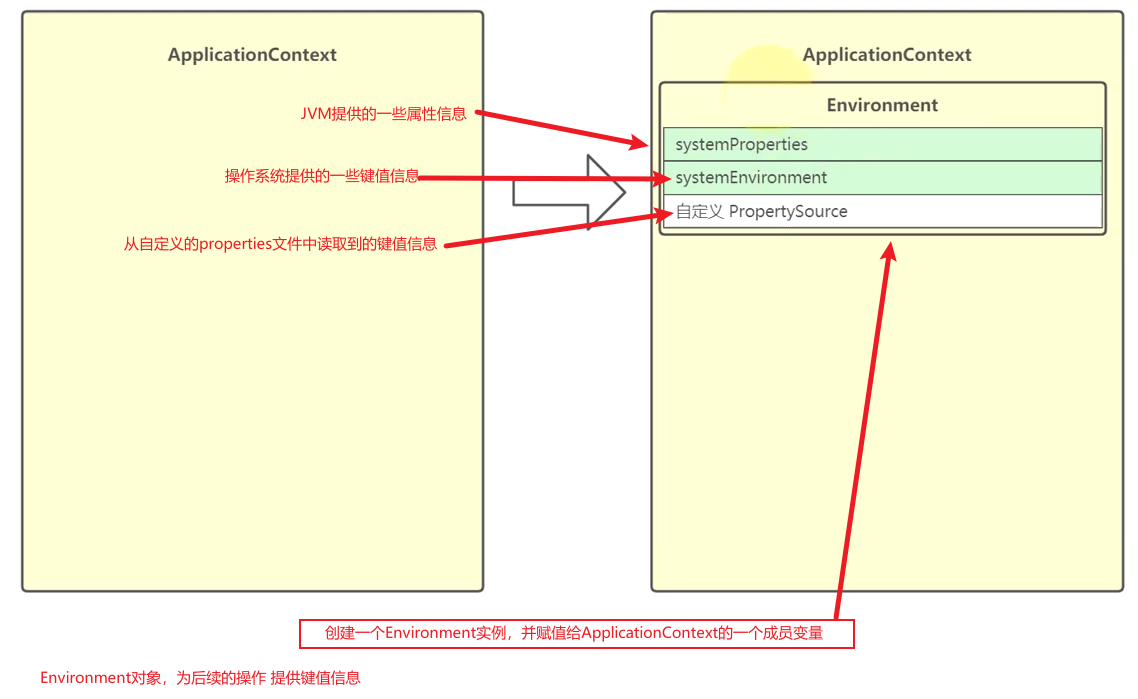 ApplicationContext
ApplicationContext
Environment
JVM提供的一些属性信息
systemProperties
操作系统提供的一些键值信息
systemEnvironment
自定义 PropertySource
从自定义的properties文件中读取到的键值信息
创建一个Environment实例，并赋值给ApplicationContext的一个成员变量
Environment对象，为后续的操作 提供键值信息